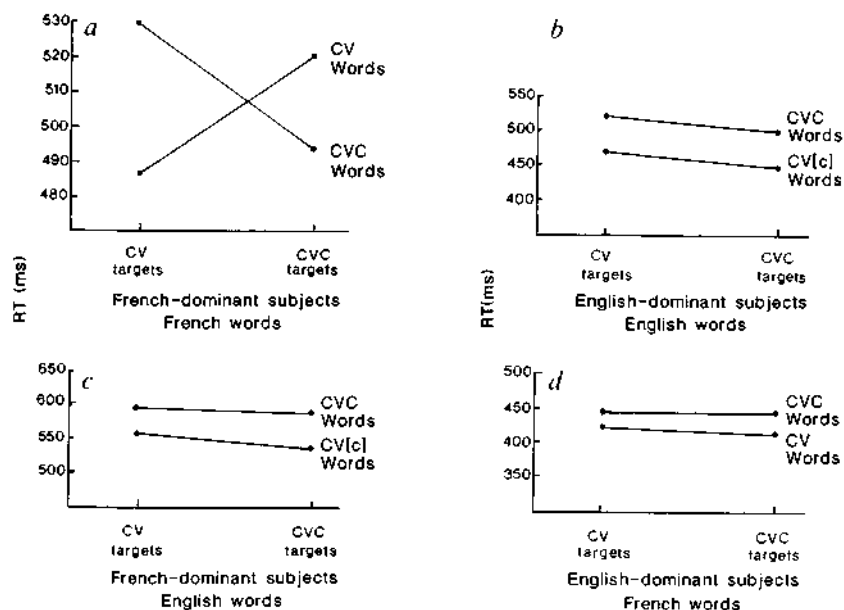 a
530
520
510
500
490
480
CV
Words
CVC
Words
CV
targets
CVC
targets
RT (ms)
French-dominant subjects
French words
b
550
500
450
400
CVC
Words
CV[c]
Words
CV
targets
CVC
targets
RT(ms)
English-dominant subjects
English words
c
650
600
550
500
CVC
Words
CV[c]
Words
CV
targets
CVC
targets
French-dominant subjects
English words
d
500
450
400
350
CVC
Words
CV
Words
CV
targets
CVC
targets
English-dominant subjects
French words